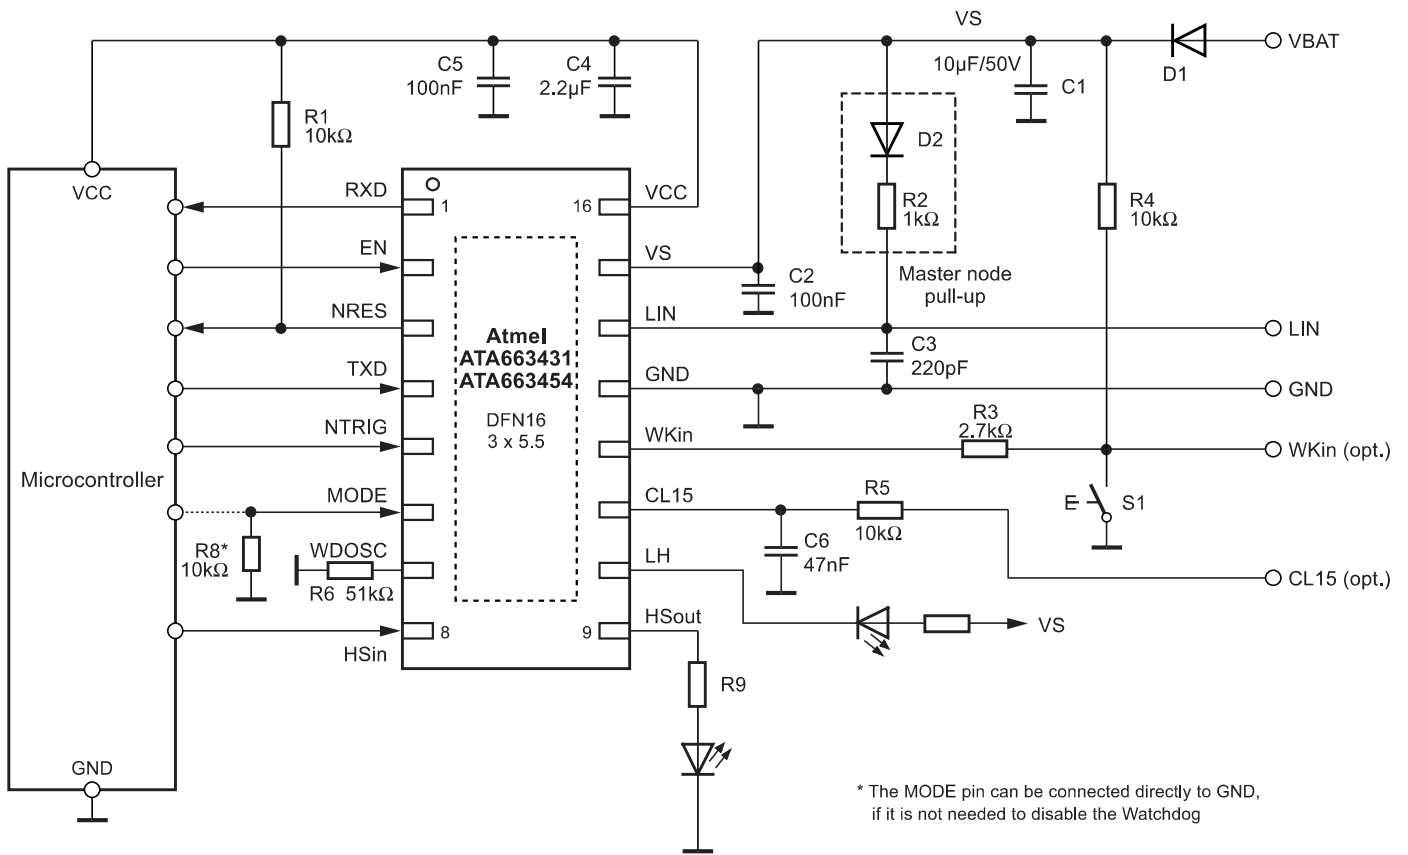 VS
VBAT
D1
C5
100nF
C4
2.2µF
10µF/50V
C1
R1
10kΩ
D2
R2
1kΩ
R4
10kΩ
Master node
pull-up
VCC
RXD
EN
NRES
TXD
NTRIG
MODE
Microcontroller
R8*
10kΩ
WDOSC
R6 51kΩ
HSin
GND
1
16
8
9
Atmel
ATA663431
ATA663454
DFN16
3 x 5.5
VCC
VS
LIN
GND
WKin
CL15
LH
HSout
C2
100nF
C3
220pF
R3
2.7kΩ
R5
10kΩ
C6
47nF
E
S1
LIN
GND
WKin (opt.)
CL15 (opt.)
VS
R9
* The MODE pin can be connected directly to GND,
if it is not needed to disable the Watchdog